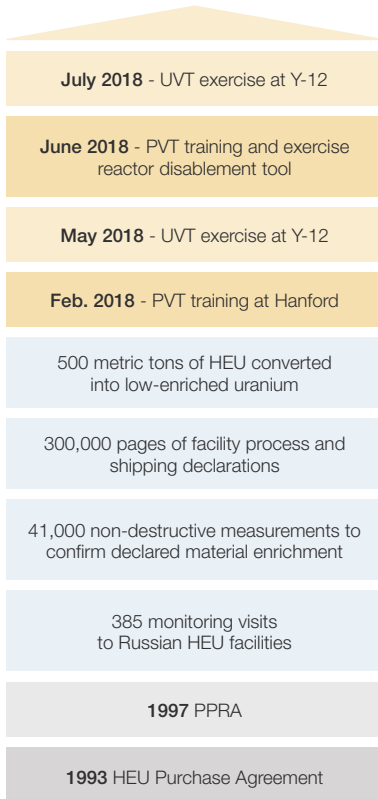 July 2018 - UVT exercise at Y-12
June 2018 - PVT training and exercise
reactor disablement tool
May 2018 - UVT exercise at Y-12
Feb. 2018 - PVT training at Hanford
500 metric tons of HEU converted
into low-enriched uranium
300,000 pages of facility process and
shipping declarations
41,000 non-destructive measurements to
confirm declared material enrichment
385 monitoring visits
to Russian HEU facilities
1997 PPRA
1993 HEU Purchase Agreement